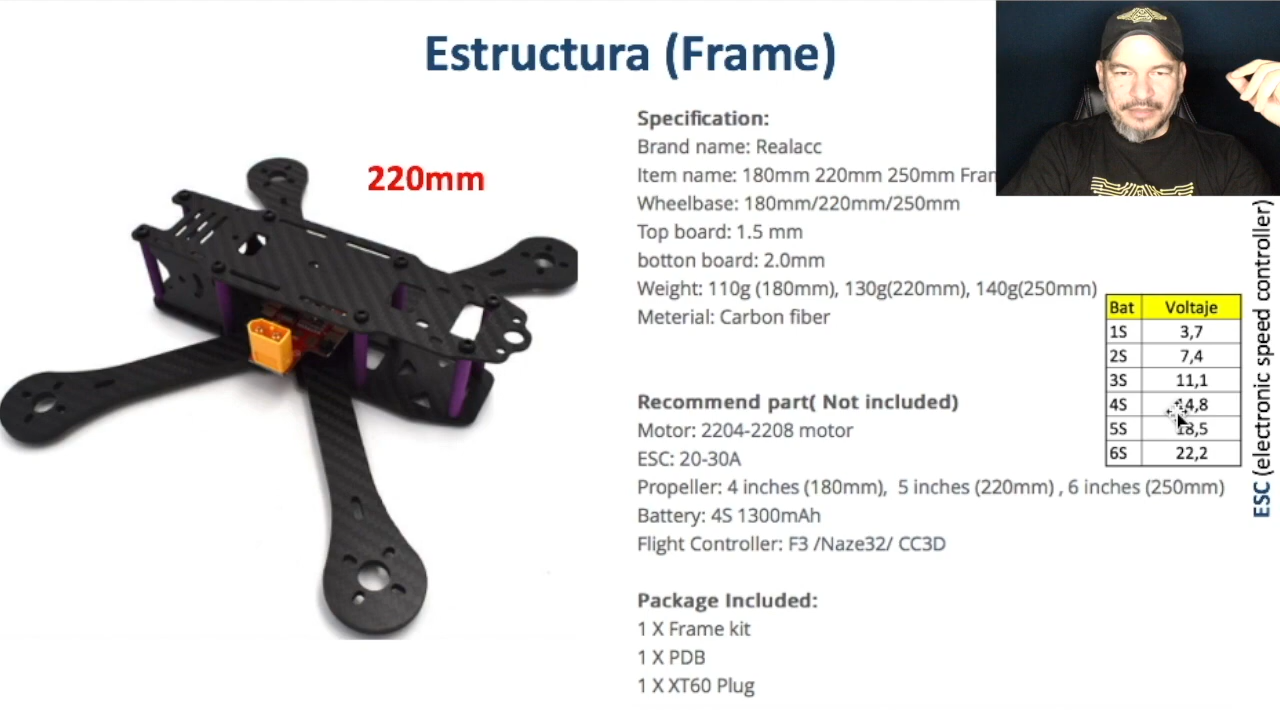 Estructura (Frame)
220mm
Specification:
Brand name: Realacc
Item name: 180mm 220mm 250mm
Wheelbase: 180mm/220mm/250mm
Top board: 1.5 mm
botton board: 2.0mm
Weight: 110g (180mm), 130g(220mm), 140g(250mm)
Meterial: Carbon fiber
Recommend part( Not included)
Motor: 2204-2208 motor
ESC: 20-30A
Propeller: 4 inches (180mm), 5 inches (220mm) , 6 inches (250mm)
Battery: 4S 1300mAh
Flight Controller: F3 /Naze32/ CC3D
Package Included:
1 X Frame kit
1 X PDB
1 X XT60 Plug
Bat Voltaje
1S 3,7
2S 7,4
3S 11,1
4S 14,8
5S 18,5
6S 22,2
ESC (electronic speed controller)